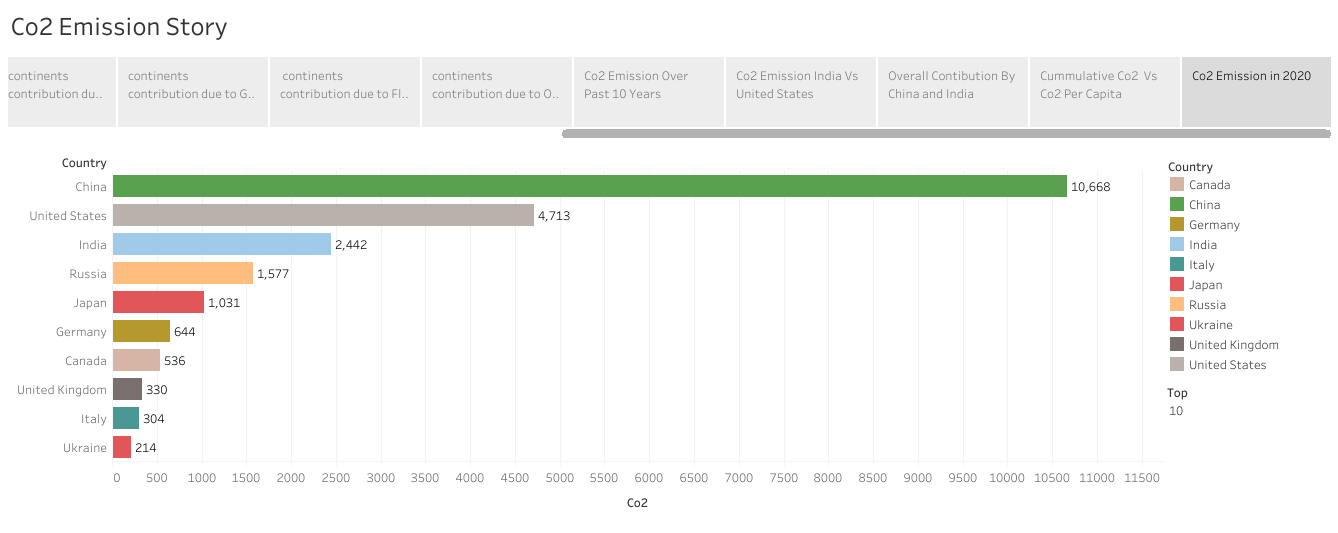 Co2 Emission Story
continents
contribution du..
continents
contribution due to G..
continents
contribution due to Fl..
continents
contribution due to O..
Co2 Emission Over
Past 10 Years
Co2 Emission India Vs
United States
Overall Contibution By
China and India
Cummulative Co2 Vs
Co2 Per Capita
Co2 Emission in 2020
Country
China 10,668
United States 4,713
India 2,442
Russia 1,577
Japan 1,031
Germany 644
Canada 536
United Kingdom 330
Italy 304
Ukraine 214
0 500 1000 1500 2000 2500 3000 3500 4000 4500 5000 5500 6000 6500 7000 7500 8000 8500 9000 9500 10000 10500 11000 11500
Co2
Country
Canada
China
Germany
India
Italy
Japan
Russia
Ukraine
United Kingdom
United States
Top
10